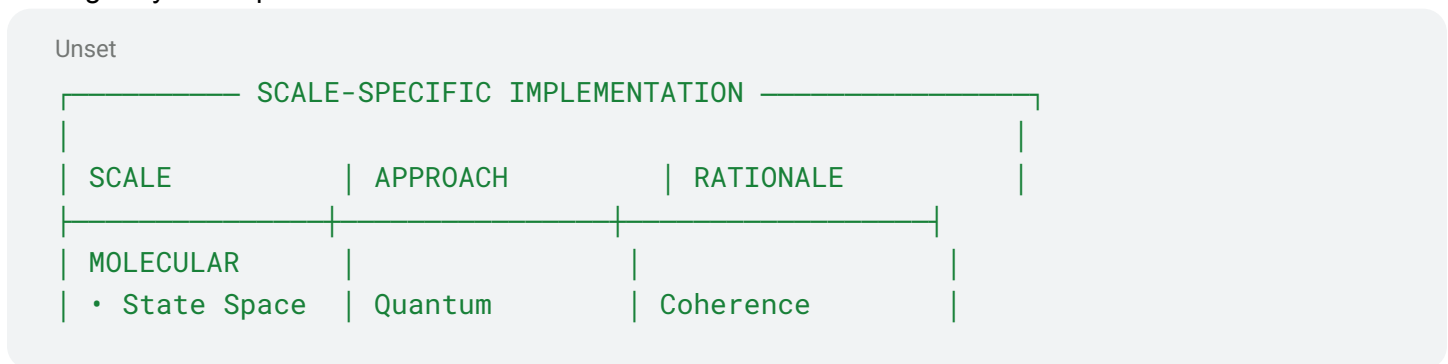 Unset
┌────────── SCALE-SPECIFIC IMPLEMENTATION ────────────────┐
│ │
│ SCALE │ APPROACH │ RATIONALE │
├────────────────┼─────────────────┼───────────────────┤
│ MOLECULAR │ │ │
│ • State Space │ Quantum │ Coherence │